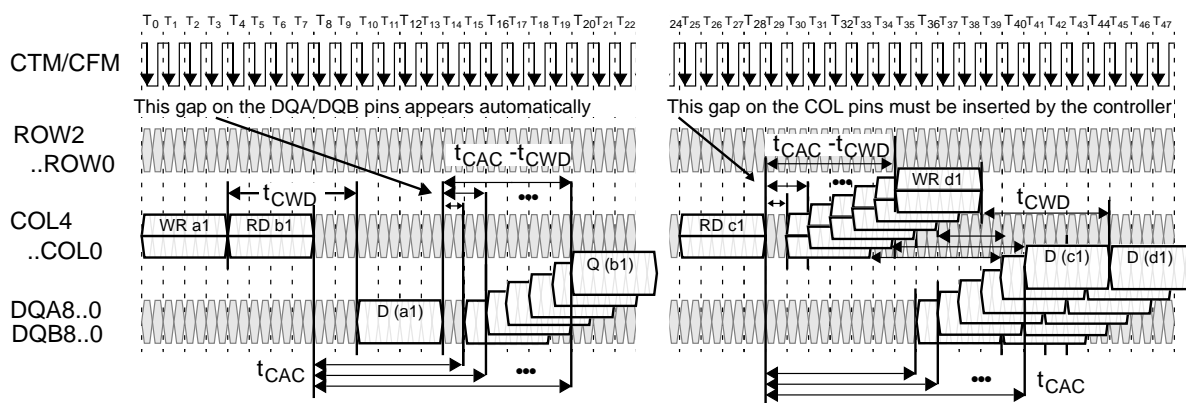 T0 T1 T2 T3 T4 T5 T6 T7 T8 T9 T10 T11 T12 T0 T14 T15 T16 T17 T18 T19 T20 T21 T22
24 T25 T26 T27 T28 T29 T30 T31 T32 T33 T34 T35 T36 T37 T38 T39 T40 T41 T42 T43 T44 T45 T46 T47
CTM/CFM
This gap on the DQA/DQB pins appears automatically
This gap on the COL pins must be inserted by the controller
ROW2
..ROW0
tCAC -tCWD
tCAC -tCWD
•••
•••
tCWD
WR d1
tCWD
COL4
..COL0
WR a1
RD b1
RD c1
Q (b1)
D (c1)
D (d1)
DQA8..0
DQB8..0
D (a1)
tCAC
•••
•••
tCAC